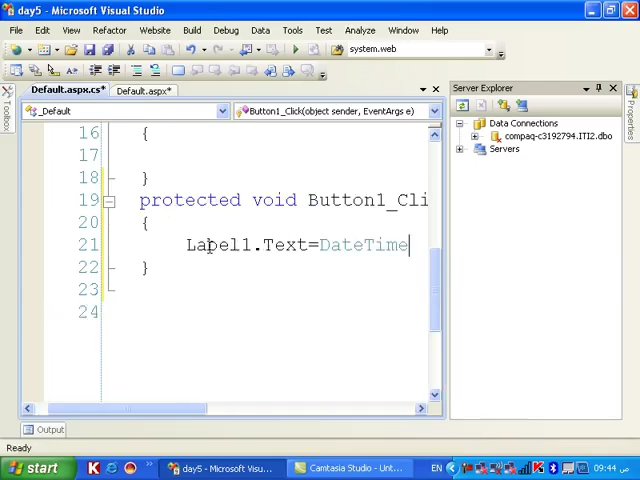 day5 - Microsoft Visual Studio
File Edit View Refactor Website Build Debug Data Tools Test Analyze Window Help
system.web
Default.aspx.cs* Default.aspx*
Server Explorer
_Default
Button1_Click(object sender, EventArgs e)
Toolbox
Properties
Data Connections
compaq-c3192794.ITI2.dbo
Servers
16 {
17
18 }
19 protected void Button1_Cli
20 {
21 Label1.Text=DateTime
22 }
23
24
Output
Ready
start
K
day5 - Microsoft Visu...
Camtasia Studio - Unt...
EN
09:44 ص